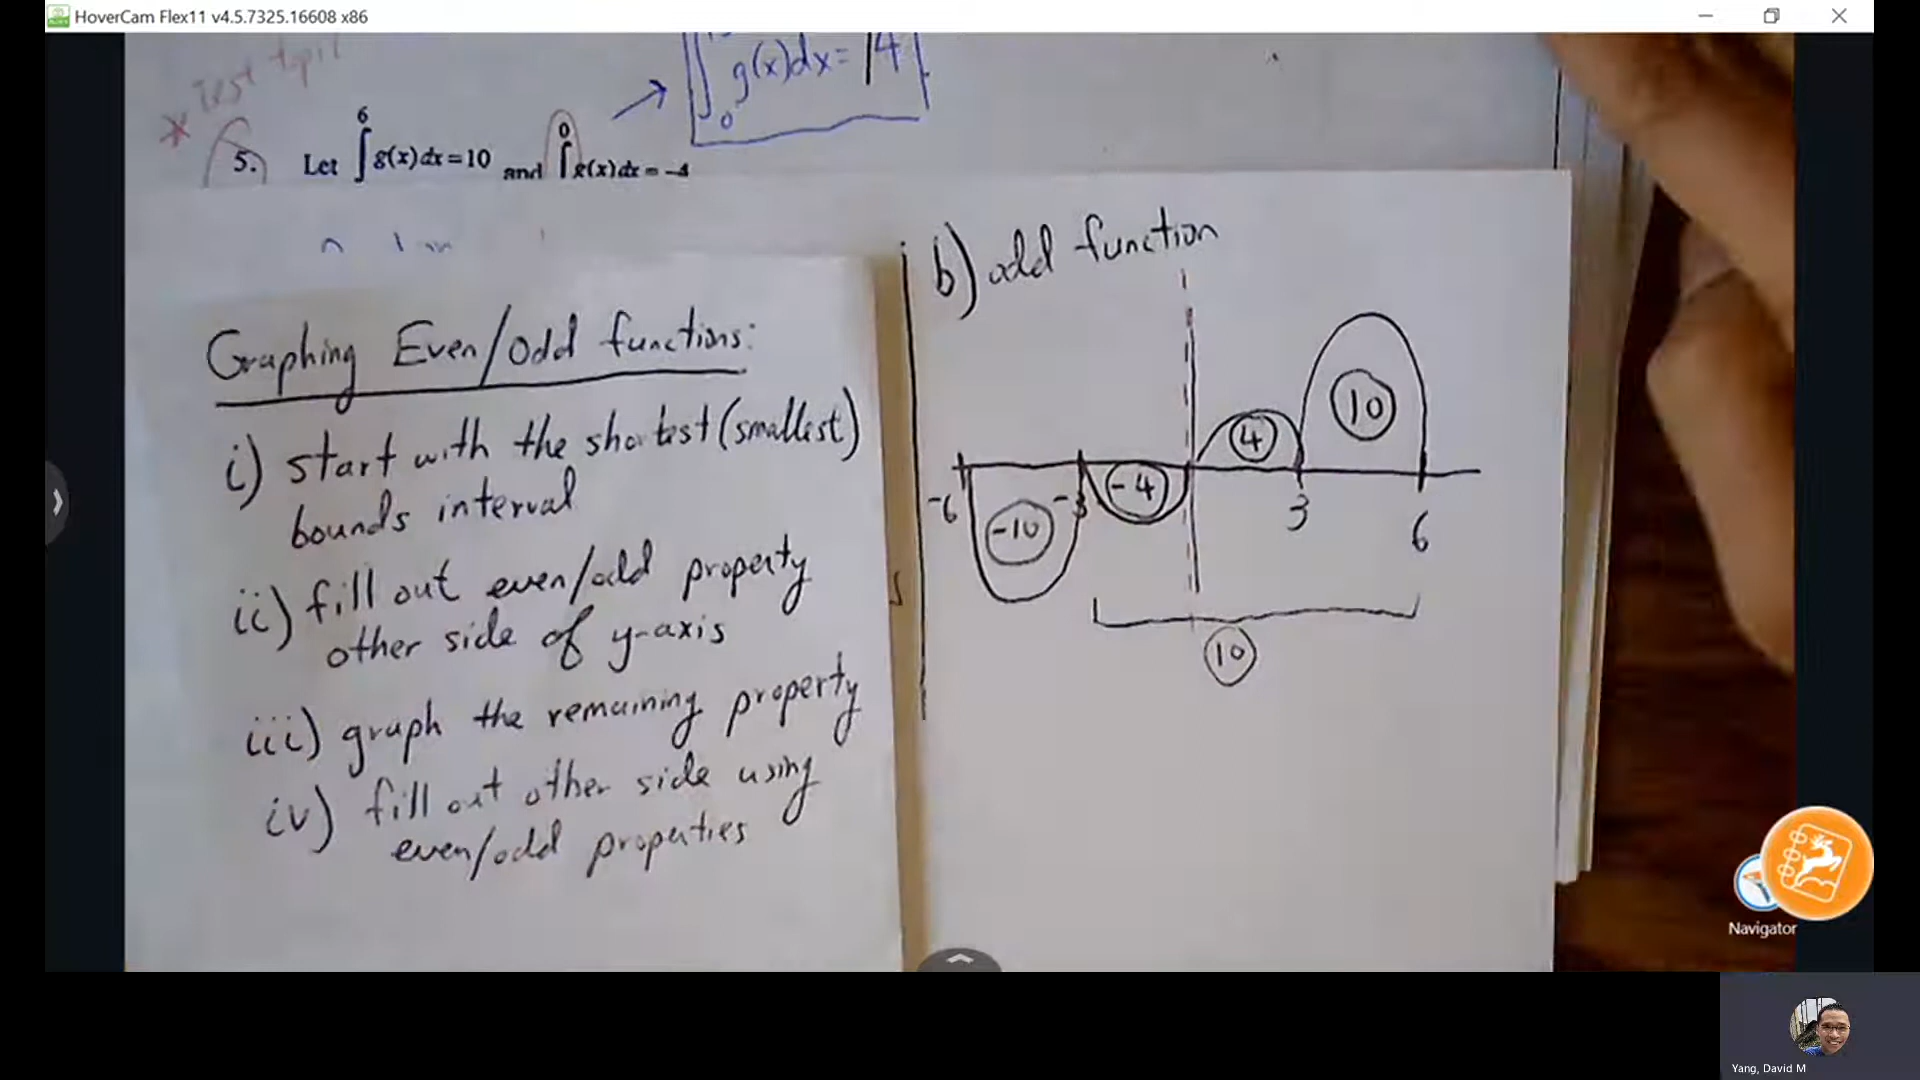 HoverCam Flex11 v4.5.7325.16608 x86
* Test topic
∫ g(x)dx = 14
0
5. Let ∫ g(x)dx=10 and ∫ g(x)dx = -4
6
0
b) odd function
Graphing Even/Odd functions:
i) start with the shortest (smallest)
bounds interval
ii) fill out even/odd property
other side of y-axis
iii) graph the remaining property
iv) fill out other side using
even/odd properties
10
4
-6 -3 3 6
-10 -4
10
Navigator
Yang, David M